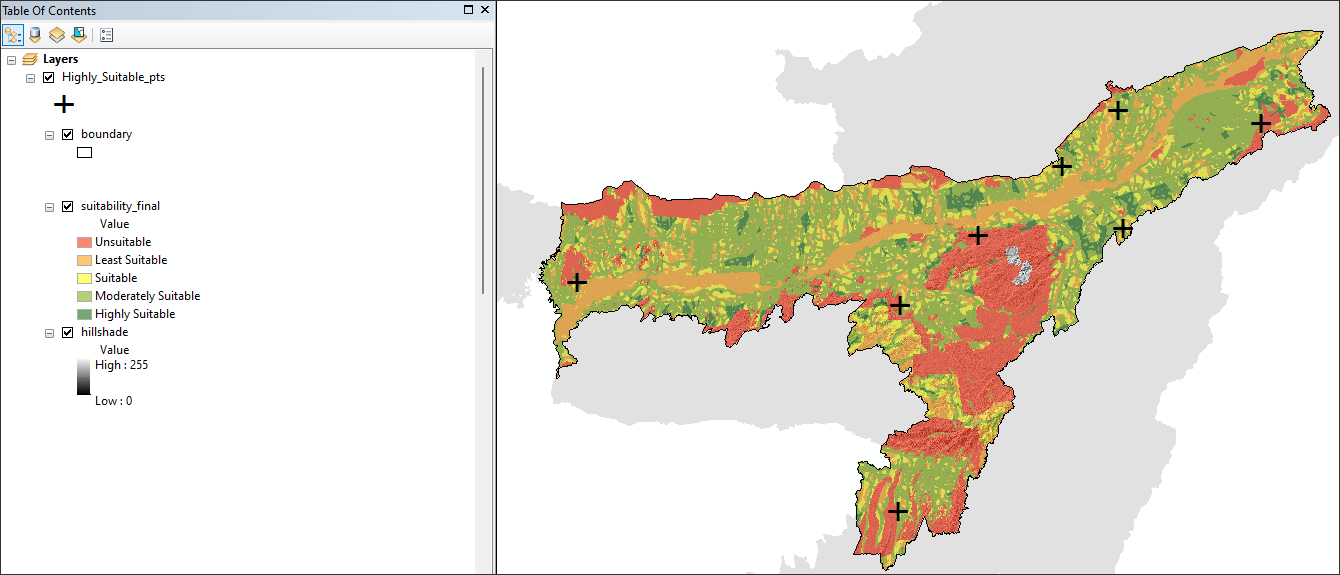 Table Of Contents
Layers
Highly_Suitable_pts
boundary
suitability_final
Value
Unsuitable
Least Suitable
Suitable
Moderately Suitable
Highly Suitable
hillshade
Value
High : 255
Low : 0